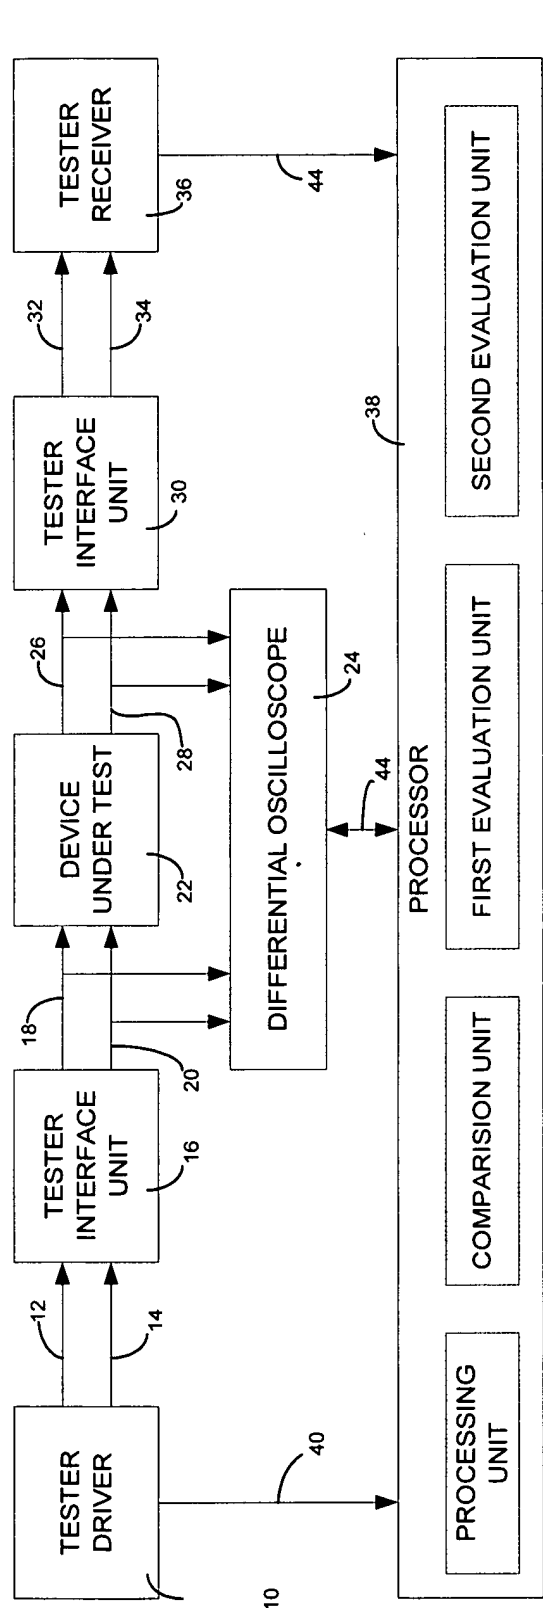 TESTER
DRIVER
10
12
14
TESTER
INTERFACE
UNIT
16
18
20
DEVICE
UNDER TEST
22
26
28
TESTER
INTERFACE
UNIT
30
32
34
TESTER
RECEIVER
36
40
DIFFERENTIAL OSCILLOSCOPE
24
44
44
38
PROCESSOR
PROCESSING
UNIT
COMPARISION UNIT
FIRST EVALUATION UNIT
SECOND EVALUATION UNIT